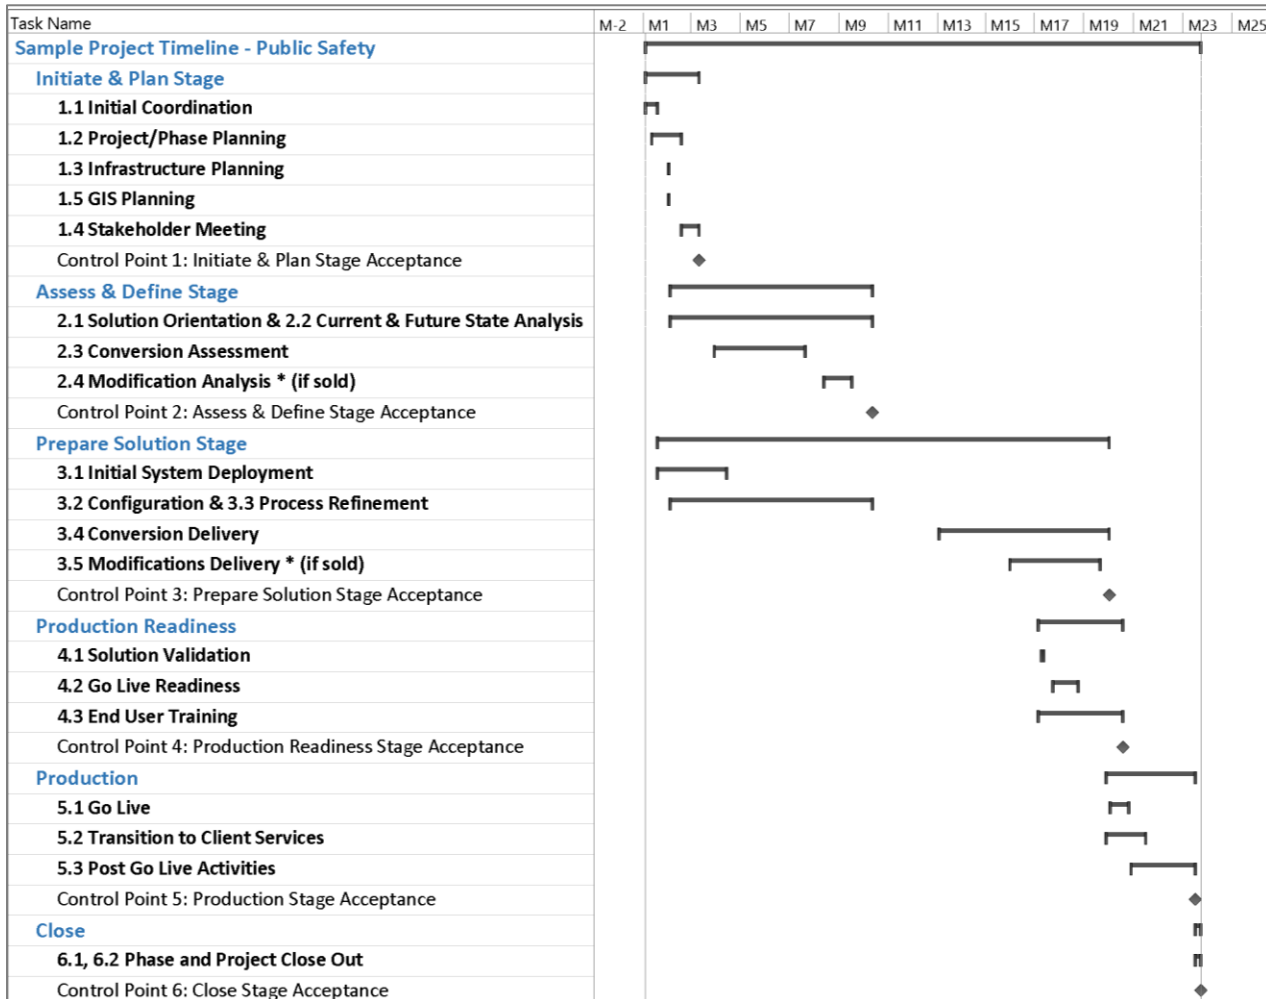 Task Name M-2 M1 M3 M5 M7 M9 M11 M13 M15 M17 M19 M21 M23 M25
Sample Project Timeline - Public Safety
Initiate & Plan Stage
1.1 Initial Coordination
1.2 Project/Phase Planning
1.3 Infrastructure Planning
1.5 GIS Planning
1.4 Stakeholder Meeting
Control Point 1: Initiate & Plan Stage Acceptance
Assess & Define Stage
2.1 Solution Orientation & 2.2 Current & Future State Analysis
2.3 Conversion Assessment
2.4 Modification Analysis * (if sold)
Control Point 2: Assess & Define Stage Acceptance
Prepare Solution Stage
3.1 Initial System Deployment
3.2 Configuration & 3.3 Process Refinement
3.4 Conversion Delivery
3.5 Modifications Delivery * (if sold)
Control Point 3: Prepare Solution Stage Acceptance
Production Readiness
4.1 Solution Validation
4.2 Go Live Readiness
4.3 End User Training
Control Point 4: Production Readiness Stage Acceptance
Production
5.1 Go Live
5.2 Transition to Client Services
5.3 Post Go Live Activities
Control Point 5: Production Stage Acceptance
Close
6.1, 6.2 Phase and Project Close Out
Control Point 6: Close Stage Acceptance